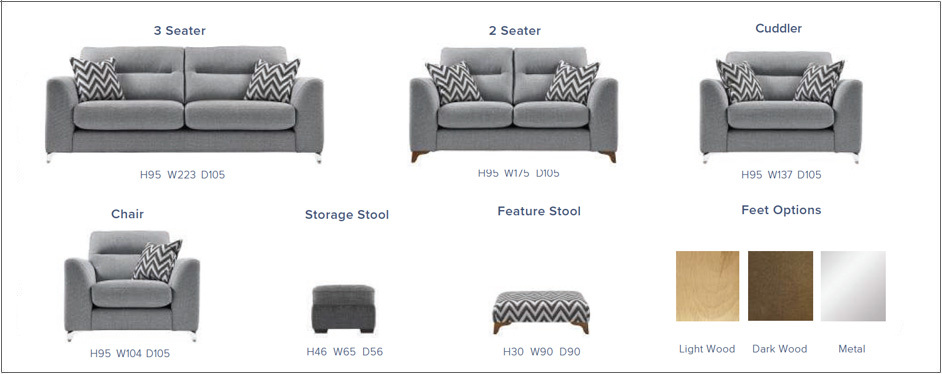 3 Seater
2 Seater
Cuddler
H95 W223 D105
H95 W175 D105
H95 W137 D105
Chair
Storage Stool
Feature Stool
Feet Options
H95 W104 D105
H46 W65 D56
H30 W90 D90
Light Wood
Dark Wood
Metal